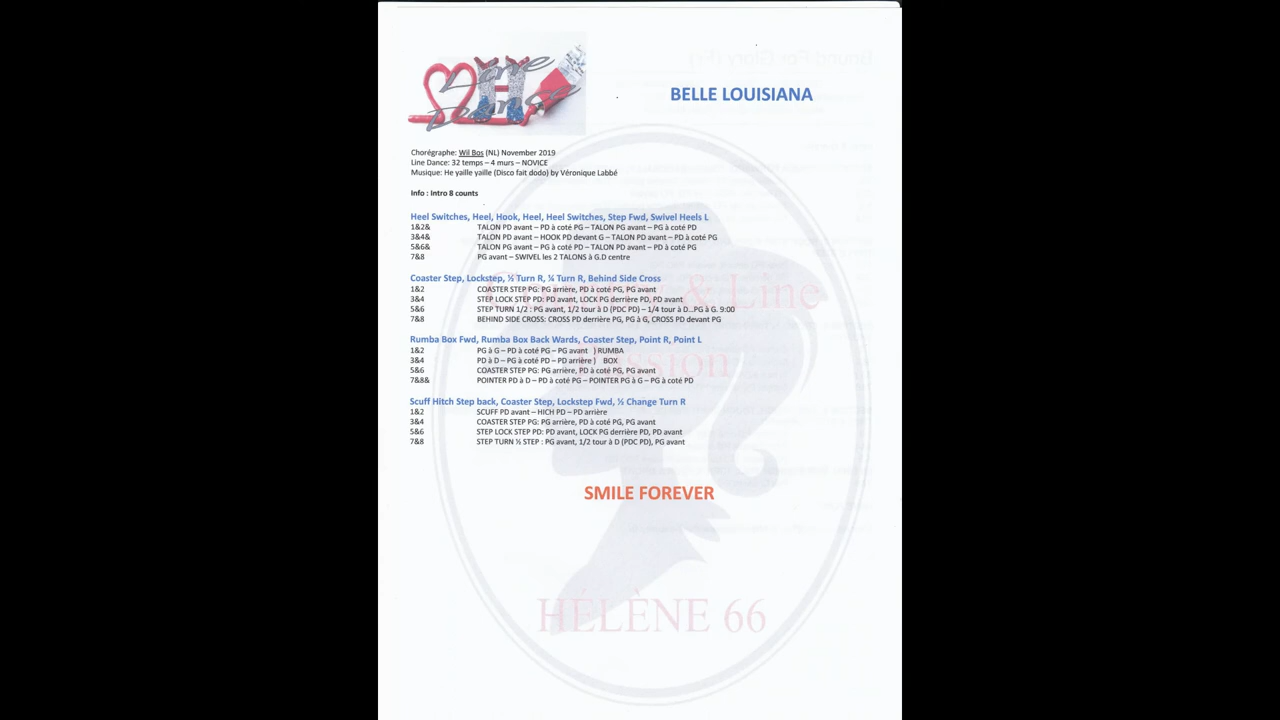 Line
Dance
H
BELLE LOUISIANA
Chorégraphe: Wil Bos (NL) November 2019
Line Dance: 32 temps – 4 murs – NOVICE
Musique: He yaille yaille (Disco fait dodo) by Véronique Labbé
Info : Intro 8 counts
Heel Switches, Heel, Hook, Heel, Heel Switches, Step Fwd, Swivel Heels L
1&2& TALON PD avant – PD à coté PG – TALON PG avant – PG à coté PD
3&4& TALON PD avant – HOOK PD devant G – TALON PD avant – PD à coté PG
5&6& TALON PG avant – PG à coté PD – TALON PD avant – PD à coté PG
7&8 PG avant – SWIVEL les 2 TALONS à G.D centre
Coaster Step, Lockstep, ½ Turn R, ¼ Turn R, Behind Side Cross
1&2 COASTER STEP PG: PG arrière, PD à coté PG, PG avant
3&4 STEP LOCK STEP PD: PD avant, LOCK PG derrière PD, PD avant
5&6 STEP TURN 1/2 : PG avant, 1/2 tour à D (PDC PD) – 1/4 tour à D...PG à G. 9:00
7&8 BEHIND SIDE CROSS: CROSS PD derrière PG, PG à G, CROSS PD devant PG
& Line
Rumba Box Fwd, Rumba Box Back Wards, Coaster Step, Point R, Point L
1&2 PG à G – PD à coté PG – PG avant ) RUMBA
3&4 PD à D – PG à coté PD – PD arrière ) BOX
5&6 COASTER STEP PG: PG arrière, PD à coté PG, PG avant
7&8& POINTER PD à D – PD à coté PG – POINTER PG à G – PG à coté PD
Scuff Hitch Step back, Coaster Step, Lockstep Fwd, ½ Change Turn R
1&2 SCUFF PD avant – HICH PD – PD arrière
3&4 COASTER STEP PG: PG arrière, PD à coté PG, PG avant
5&6 STEP LOCK STEP PD: PD avant, LOCK PG derrière PD, PD avant
7&8 STEP TURN ½ STEP : PG avant, 1/2 tour à D (PDC PD), PG avant
SMILE FOREVER
HÉLÈNE 66